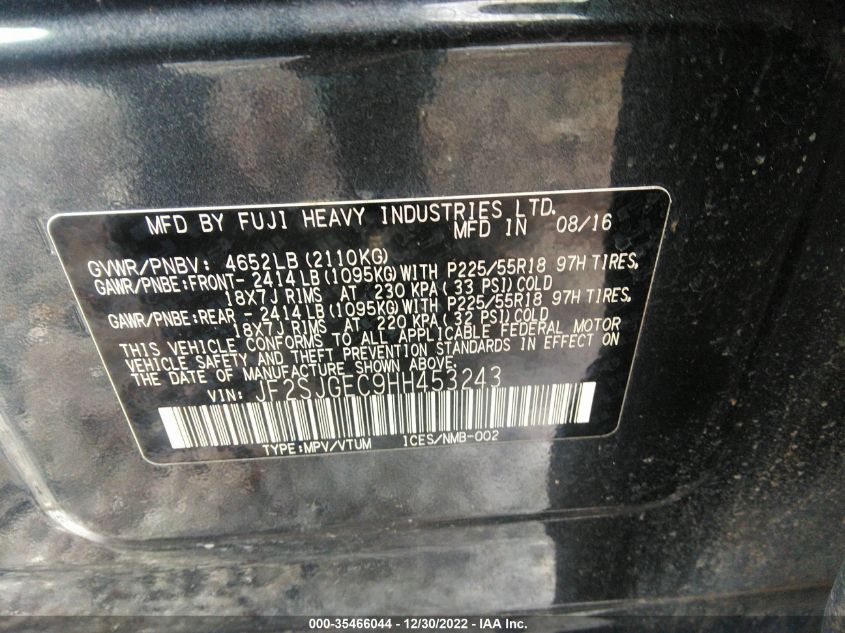 MFD BY FUJI HEAVY INDUSTRIES LTD.
MFD IN 08/16
GVWR/PNBV: 4652LB (2110KG)
GAWR/PNBE:FRONT- 2414LB (1095KG) WITH P225/55R18 97H TIRES,
18X7J RIMS AT 230 KPA( 33 PSI) COLD
GAWR/PNBE:REAR - 2414LB (1095KG) WITH P225/55R18 97H TIRES,
18X7J RIMS AT 220 KPA( 32 PSI) COLD
THIS VEHICLE CONFORMS TO ALL APPLICABLE FEDERAL MOTOR
VEHICLE SAFETY AND THEFT PREVENTION STANDARDS IN EFFECT ON
THE DATE OF MANUFACTURE SHOWN ABOVE.
VIN: JF2SJGEC9HH453243
TYPE:MPV/VTUM ICES/NMB-002
000-35466044 - 12/30/2022 - IAA Inc.